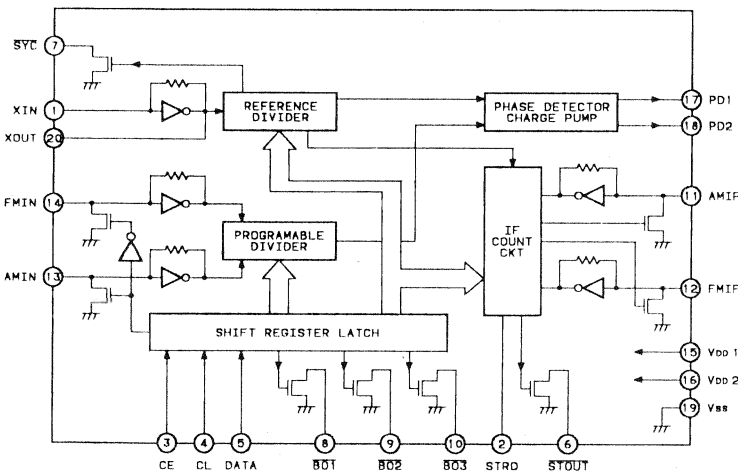 SYC 7
XIN 1
XOUT 20
FMIN 14
AMIN 13
REFERENCE
DIVIDER
PHASE DETECTOR
CHARGE PUMP
17 PD1
18 PD2
PROGRAMABLE
DIVIDER
IF
COUNT
CKT
11 AMIF
12 FMIF
SHIFT REGISTER LATCH
15 VDD 1
16 VDD 2
19 VSS
3 4 5 8 9 10 2 6
CE CL DATA BO1 BO2 BO3 STRD STOUT